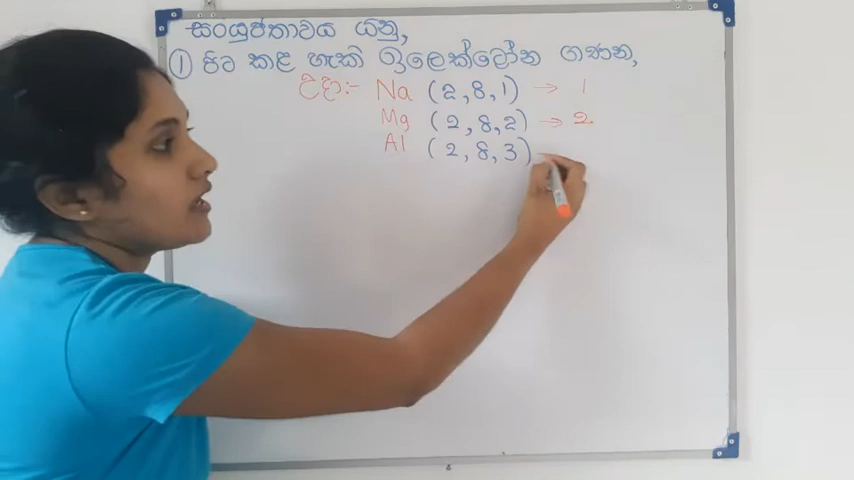 සංයුජතාවය යනු,
① පිට කළ හැකි ඉලෙක්ට්‍රෝන ගණන,
උදා:- Na (2,8,1) → 1
Mg (2,8,2) → 2
Al (2,8,3)